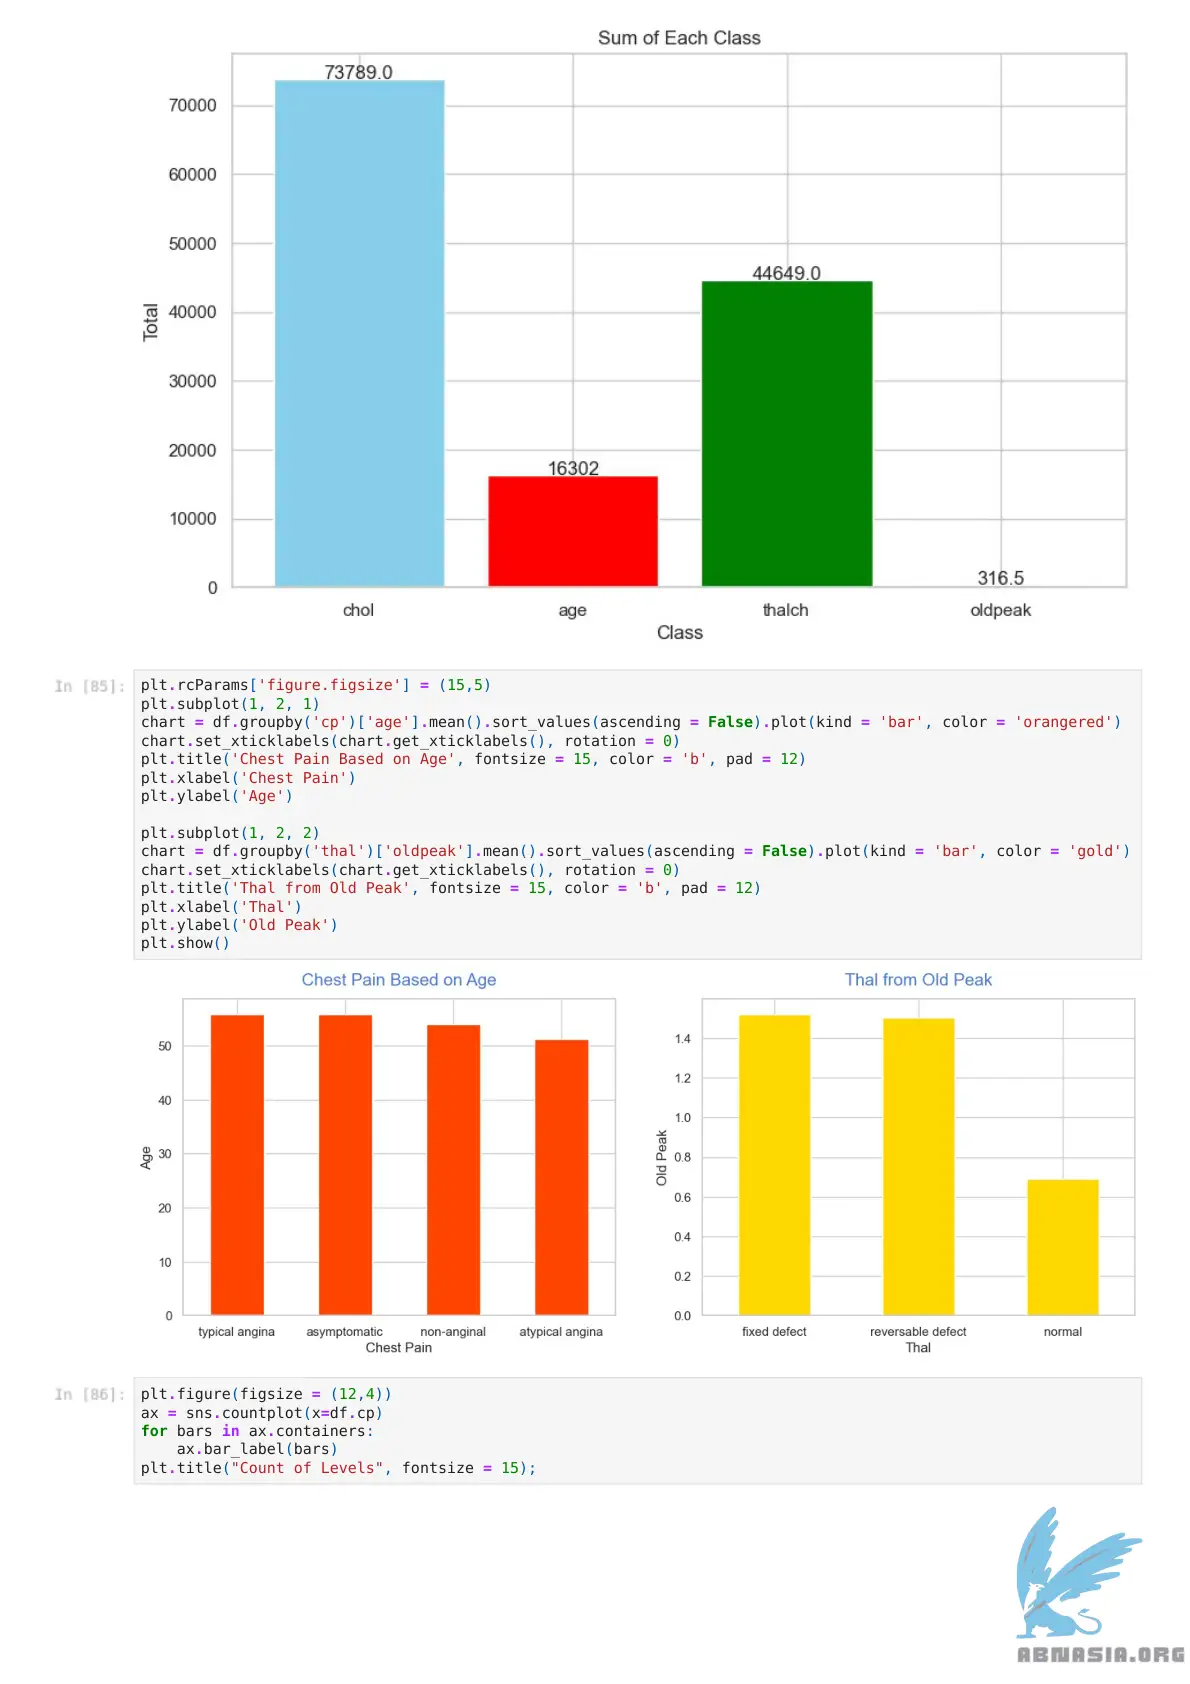 Sum of Each Class
73789.0
70000
60000
50000
44649.0
40000
Total
30000
20000
16302
10000
316.5
0
chol age thalch oldpeak
Class
In [85]: plt.rcParams['figure.figsize'] = (15,5)
plt.subplot(1, 2, 1)
chart = df.groupby('cp')['age'].mean().sort_values(ascending = False).plot(kind = 'bar', color = 'orangered')
chart.set_xticklabels(chart.get_xticklabels(), rotation = 0)
plt.title('Chest Pain Based on Age', fontsize = 15, color = 'b', pad = 12)
plt.xlabel('Chest Pain')
plt.ylabel('Age')
plt.subplot(1, 2, 2)
chart = df.groupby('thal')['oldpeak'].mean().sort_values(ascending = False).plot(kind = 'bar', color = 'gold')
chart.set_xticklabels(chart.get_xticklabels(), rotation = 0)
plt.title('Thal from Old Peak', fontsize = 15, color = 'b', pad = 12)
plt.xlabel('Thal')
plt.ylabel('Old Peak')
plt.show()
Chest Pain Based on Age
50
40
Age
30
20
10
0
typical angina asymptomatic non-anginal atypical angina
Chest Pain
Thal from Old Peak
1.4
1.2
1.0
Old Peak
0.8
0.6
0.4
0.2
0.0
fixed defect reversable defect normal
Thal
In [86]: plt.figure(figsize = (12,4))
ax = sns.countplot(x=df.cp)
for bars in ax.containers:
    ax.bar_label(bars)
plt.title("Count of Levels", fontsize = 15);
ABNASIA.ORG